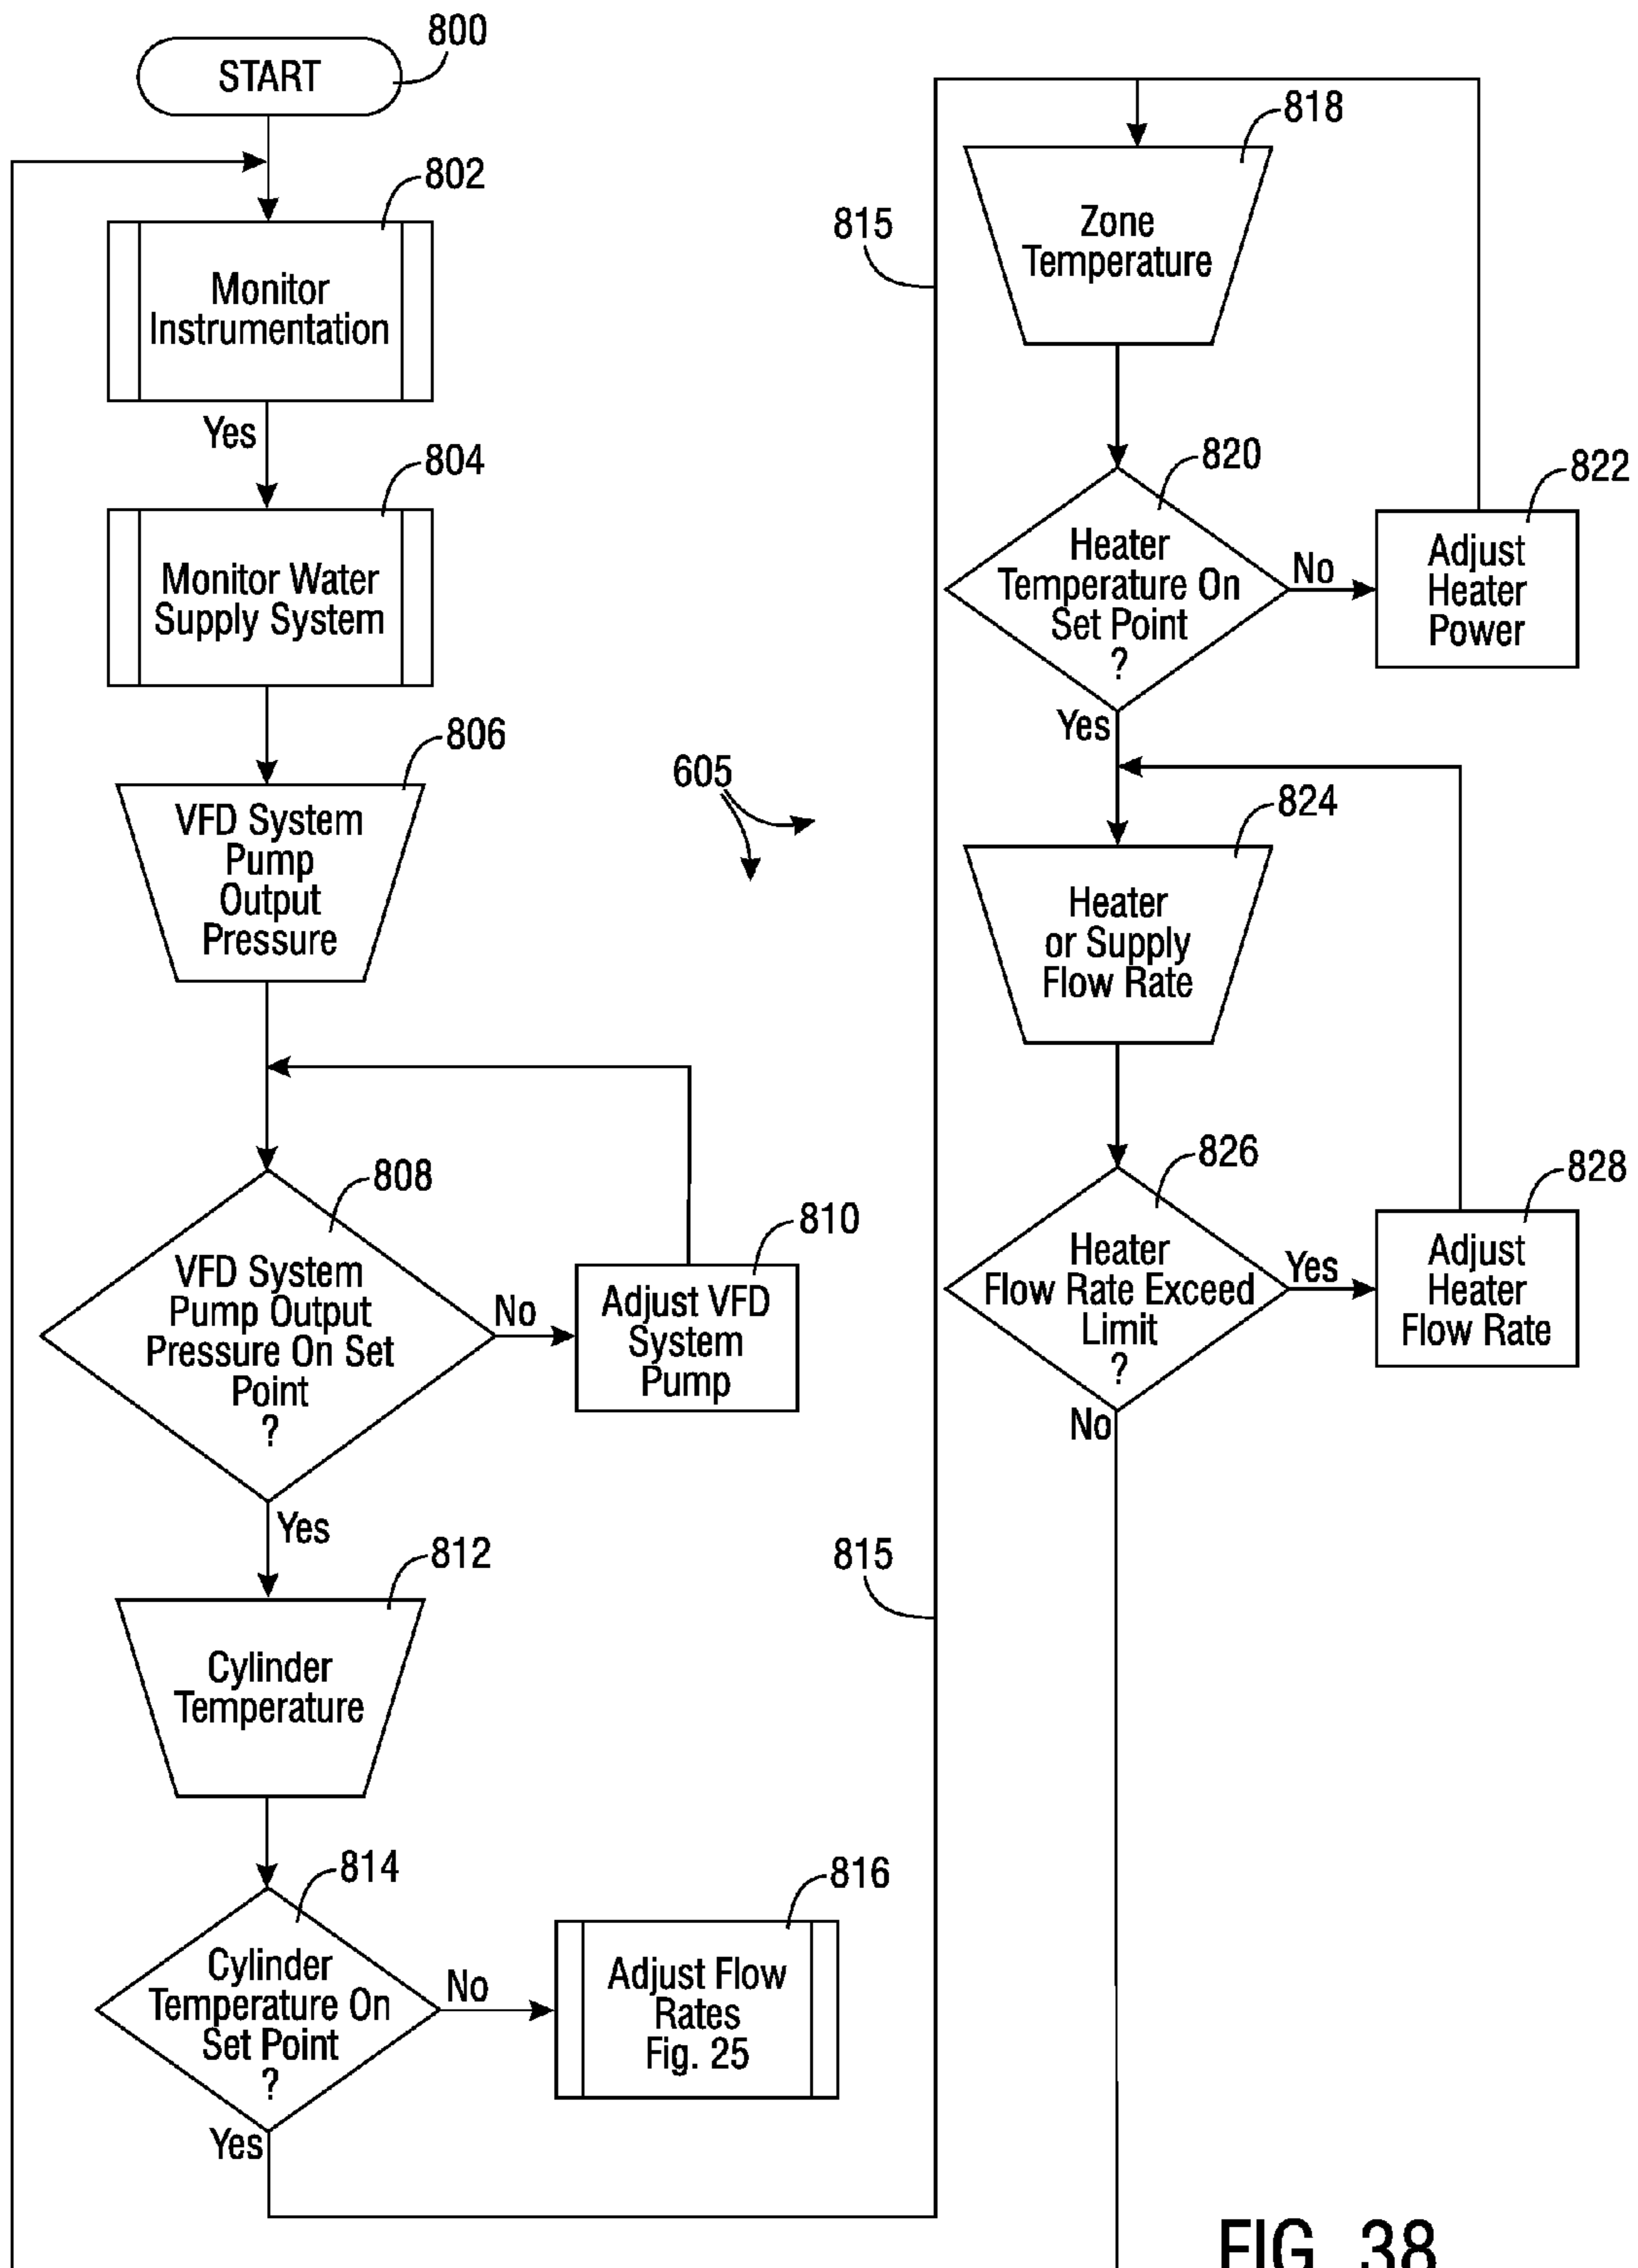 800
START
802
Monitor
Instrumentation
Yes
804
Monitor Water
Supply System
806
VFD System
Pump
Output
Pressure
808
VFD System
Pump Output
Pressure On Set
Point
?
No
810
Adjust VFD
System
Pump
Yes
812
Cylinder
Temperature
814
Cylinder
Temperature On
Set Point
?
No
816
Adjust Flow
Rates
Fig. 25
Yes
605
815
815
818
Zone
Temperature
820
Heater
Temperature On
Set Point
?
No
822
Adjust
Heater
Power
Yes
824
Heater
or Supply
Flow Rate
826
Heater
Flow Rate Exceed
Limit
?
Yes
828
Adjust
Heater
Flow Rate
No
FIG. 38